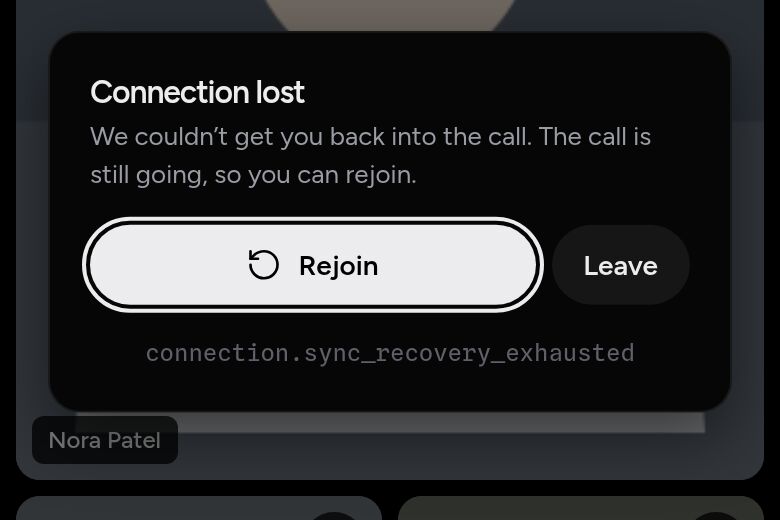 Connection lost
We couldn’t get you back into the call. The call is
still going, so you can rejoin.
Rejoin
Leave
connection.sync_recovery_exhausted
Nora Patel